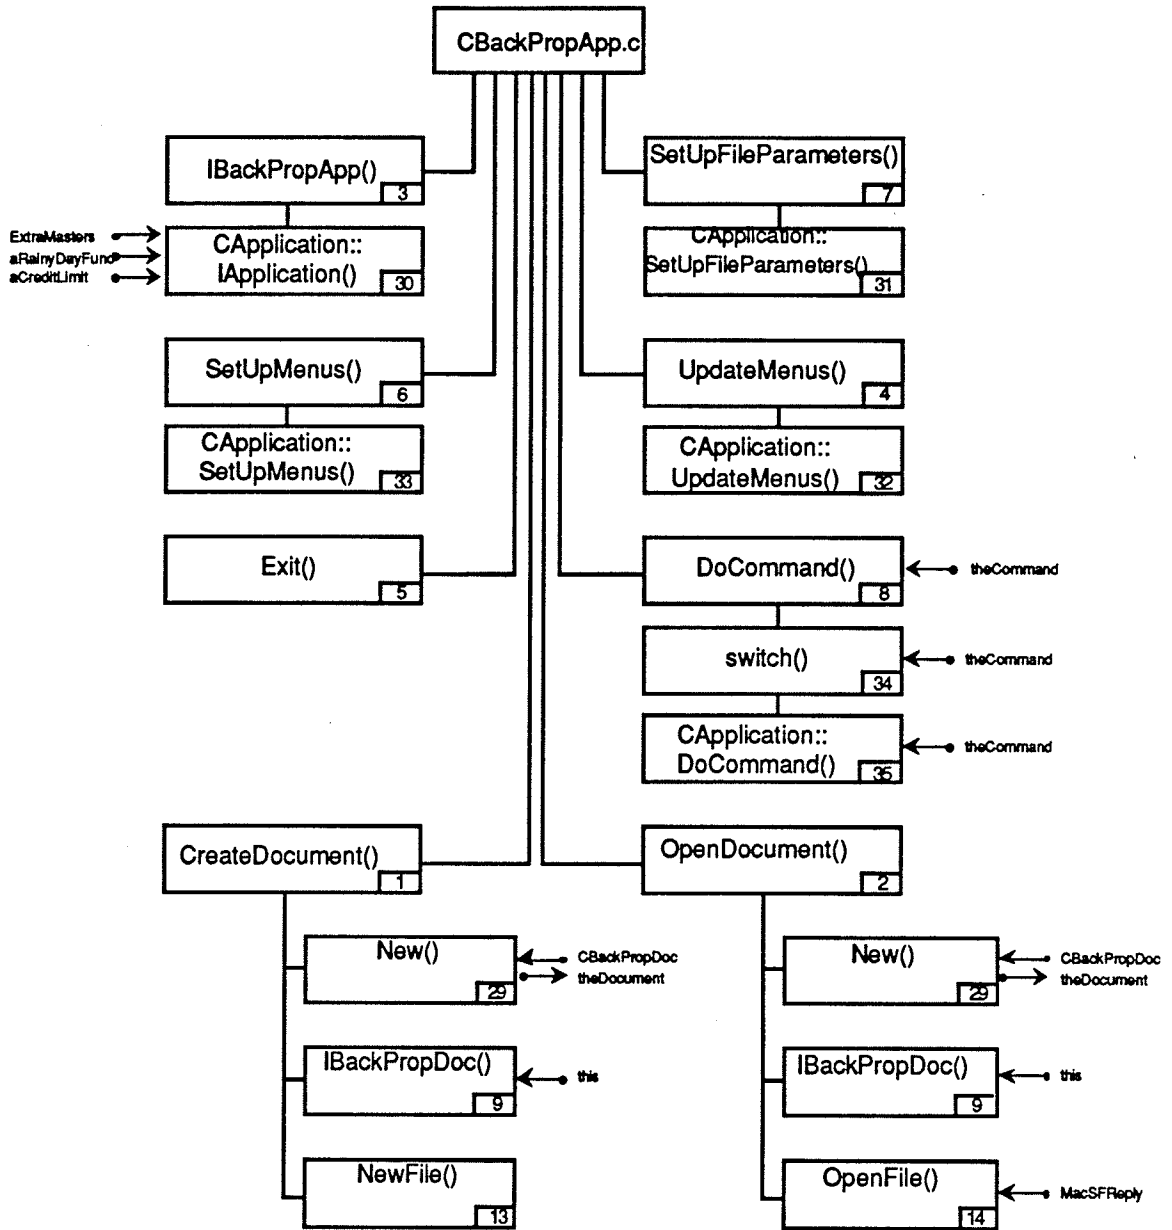 CBackPropApp.c
IBackPropApp()
3
ExtraMasters
aRainyDayFund
aCreditLimit
CApplication::
IApplication()
30
SetUpFileParameters()
7
CApplication::
SetUpFileParameters()
31
SetUpMenus()
6
CApplication::
SetUpMenus()
33
UpdateMenus()
4
CApplication::
UpdateMenus()
32
Exit()
5
DoCommand()
8
theCommand
switch()
34
theCommand
CApplication::
DoCommand()
35
theCommand
CreateDocument()
1
New()
29
CBackPropDoc
theDocument
IBackPropDoc()
9
this
NewFile()
13
OpenDocument()
2
New()
29
CBackPropDoc
theDocument
IBackPropDoc()
9
this
OpenFile()
14
MacSFReply